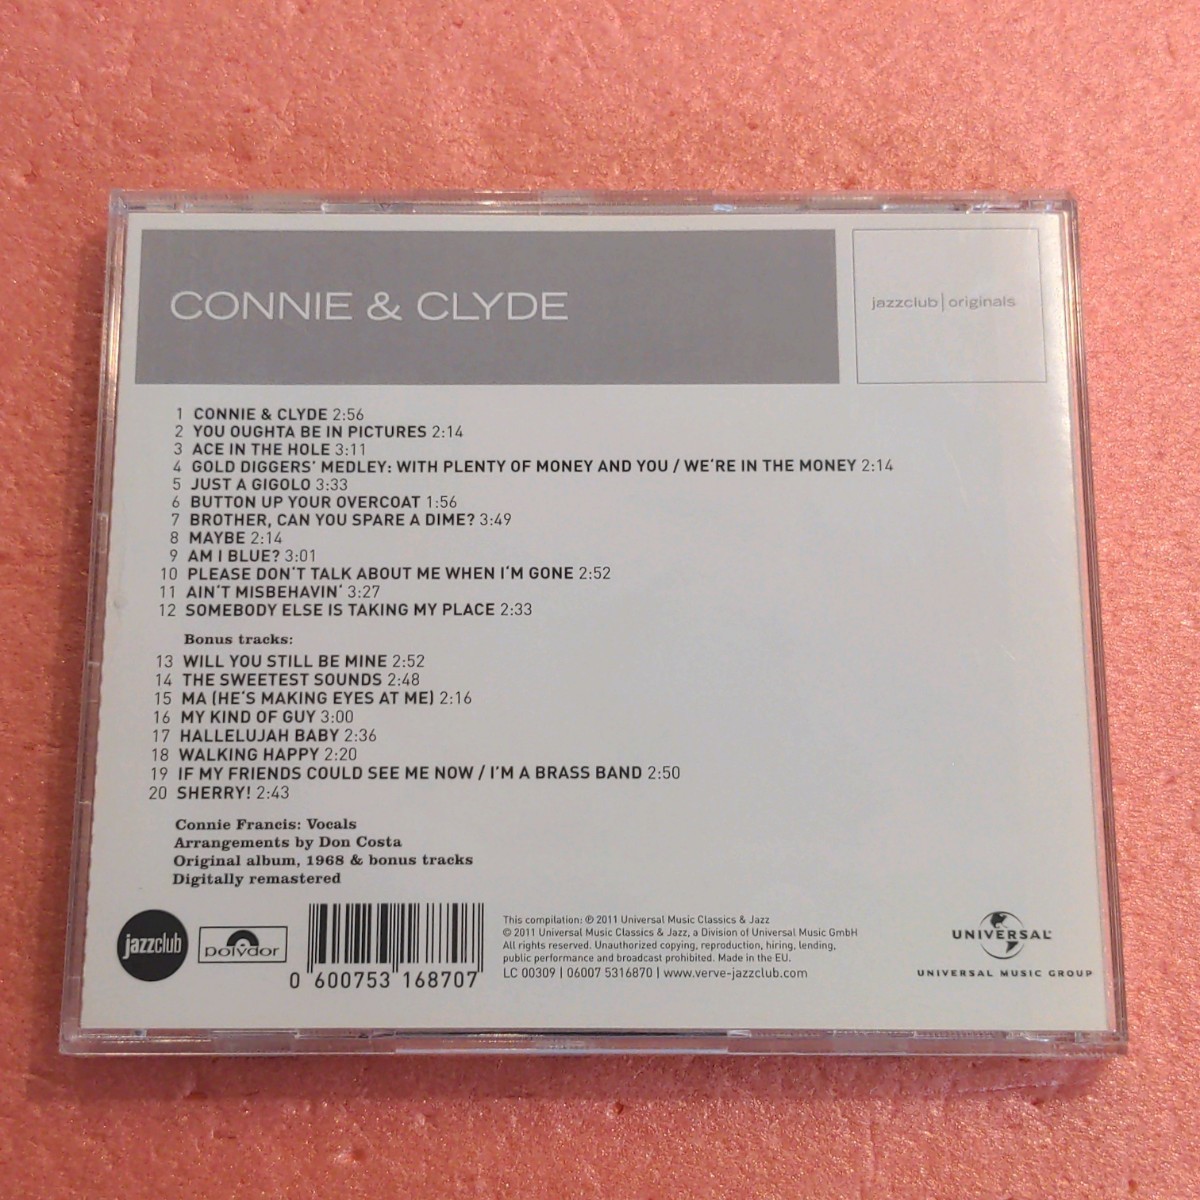 CONNIE & CLYDE
jazzclub|originals
1 CONNIE & CLYDE 2:56
2 YOU OUGHTA BE IN PICTURES 2:14
3 ACE IN THE HOLE 3:11
4 GOLD DIGGERS' MEDLEY: WITH PLENTY OF MONEY AND YOU / WE'RE IN THE MONEY 2:14
5 JUST A GIGOLO 3:33
6 BUTTON UP YOUR OVERCOAT 1:56
7 BROTHER, CAN YOU SPARE A DIME? 3:49
8 MAYBE 2:14
9 AM I BLUE? 3:01
10 PLEASE DON'T TALK ABOUT ME WHEN I'M GONE 2:52
11 AIN'T MISBEHAVIN' 3:27
12 SOMEBODY ELSE IS TAKING MY PLACE 2:33
Bonus tracks:
13 WILL YOU STILL BE MINE 2:52
14 THE SWEETEST SOUNDS 2:48
15 MA (HE'S MAKING EYES AT ME) 2:16
16 MY KIND OF GUY 3:00
17 HALLELUJAH BABY 2:36
18 WALKING HAPPY 2:20
19 IF MY FRIENDS COULD SEE ME NOW / I'M A BRASS BAND 2:50
20 SHERRY! 2:43
Connie Francis: Vocals
Arrangements by Don Costa
Original album, 1968 & bonus tracks
Digitally remastered
jazzclub
polydor
0 600753 168707
This compilation: ℗ 2011 Universal Music Classics & Jazz
© 2011 Universal Music Classics & Jazz, a Division of Universal Music GmbH
All rights reserved. Unauthorized copying, reproduction, hiring, lending,
public performance and broadcast prohibited. Made in the EU.
LC 00309 | 06007 5316870 | www.verve-jazzclub.com
UNIVERSAL
UNIVERSAL MUSIC GROUP